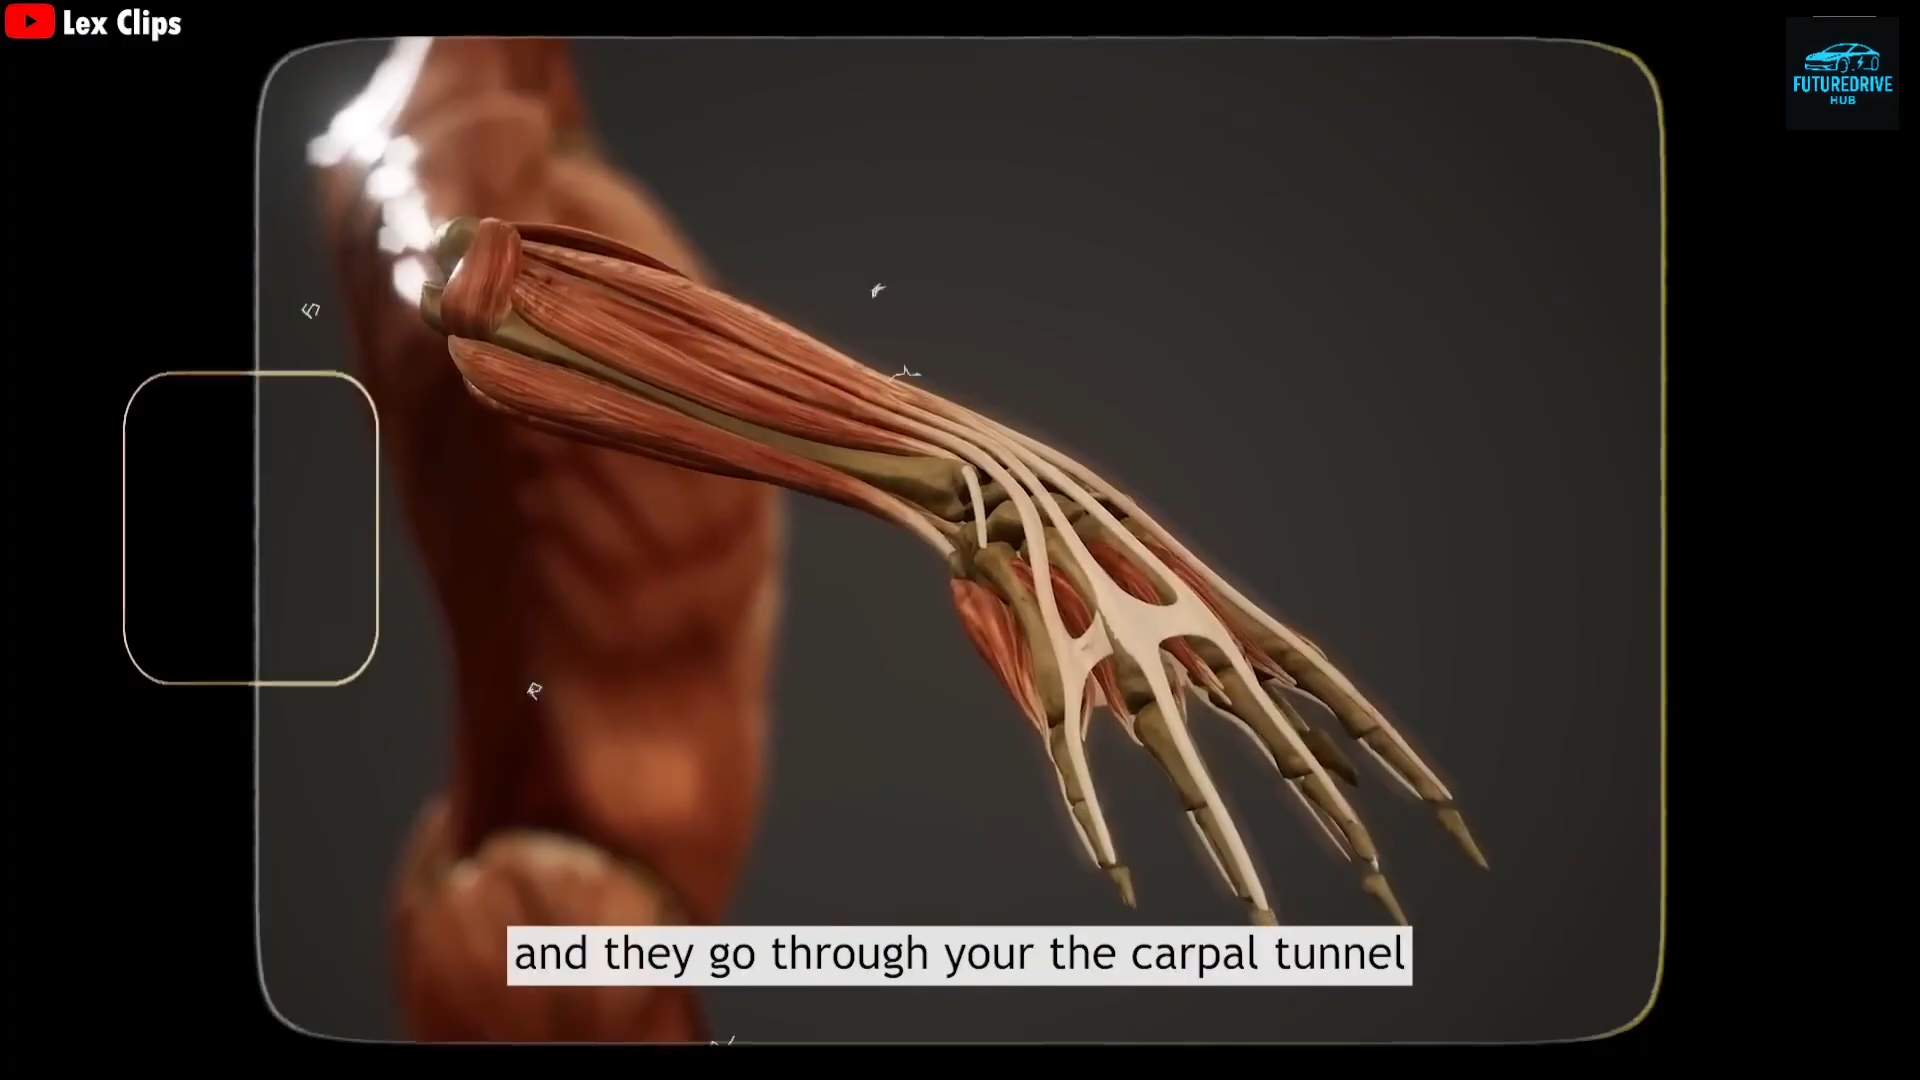 Lex Clips
FUTUREDRIVE
HUB
and they go through your the carpal tunnel